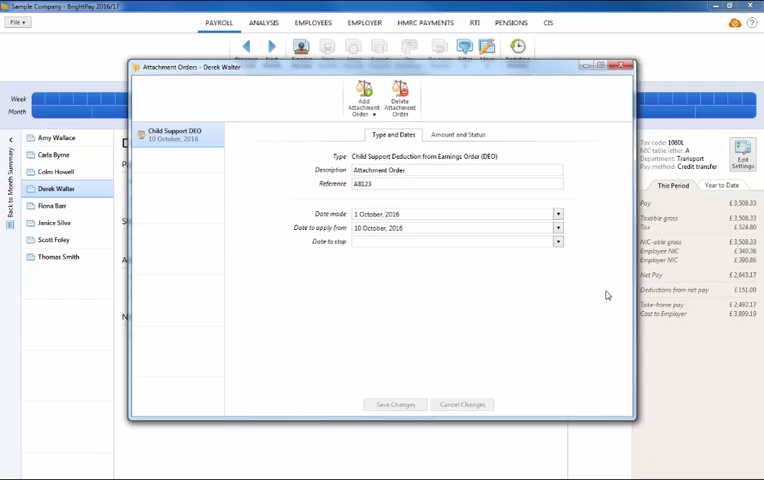 Sample Company - BrightPay 2016/17
File
PAYROLL ANALYSIS EMPLOYEES EMPLOYER HMRC PAYMENTS RTI PENSIONS CIS
Attachment Orders - Derek Walter
Add Attachment Order
Delete Attachment Order
Week
Month
Back to Month Summary
Amy Wallace
Carla Byrne
Colm Howell
Derek Walter
Fiona Barr
Janice Silva
Scott Foley
Thomas Smith
Child Support DEO
10 October, 2016
Type and Dates Amount and Status
Type Child Support Deduction from Earnings Order (DEO)
Description Attachment Order
Reference AB123
Date mode 1 October, 2016
Date to apply from 10 October, 2016
Date to stop
Save Changes Cancel Changes
Tax code: 1060L
NIC table letter: A
Department: Transport
Pay method: Credit transfer
Edit Settings
This Period Year to Date
Pay £ 3,508.33
Taxable gross £ 3,508.33
Tax £ 524.80
NIC-able gross £ 3,508.33
Employee NIC £ 340.36
Employer NIC £ 390.86
Net Pay £ 2,643.17
Deductions from net pay £ 151.00
Take-home pay £ 2,492.17
Cost to Employer £ 3,899.19